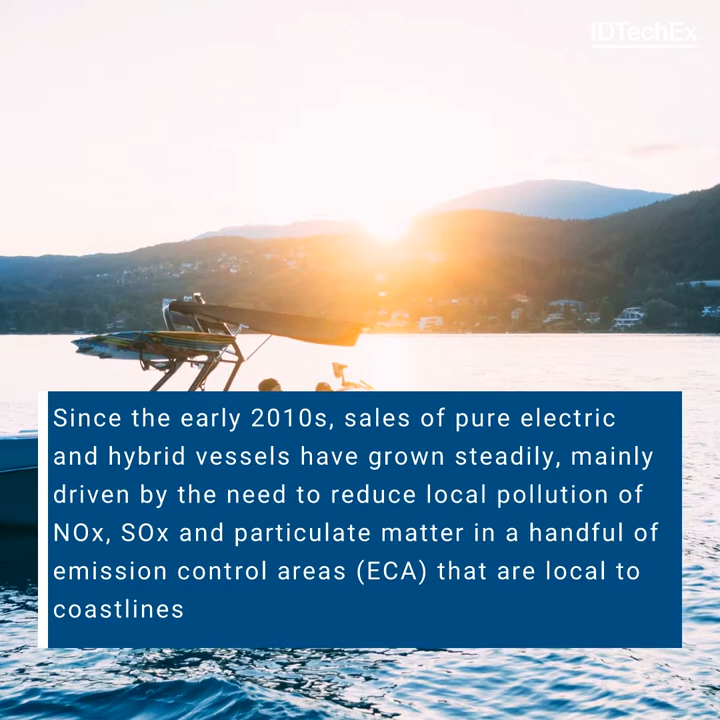 IDTechEx
Since the early 2010s, sales of pure electric
and hybrid vessels have grown steadily, mainly
driven by the need to reduce local pollution of
NOx, SOx and particulate matter in a handful of
emission control areas (ECA) that are local to
coastlines